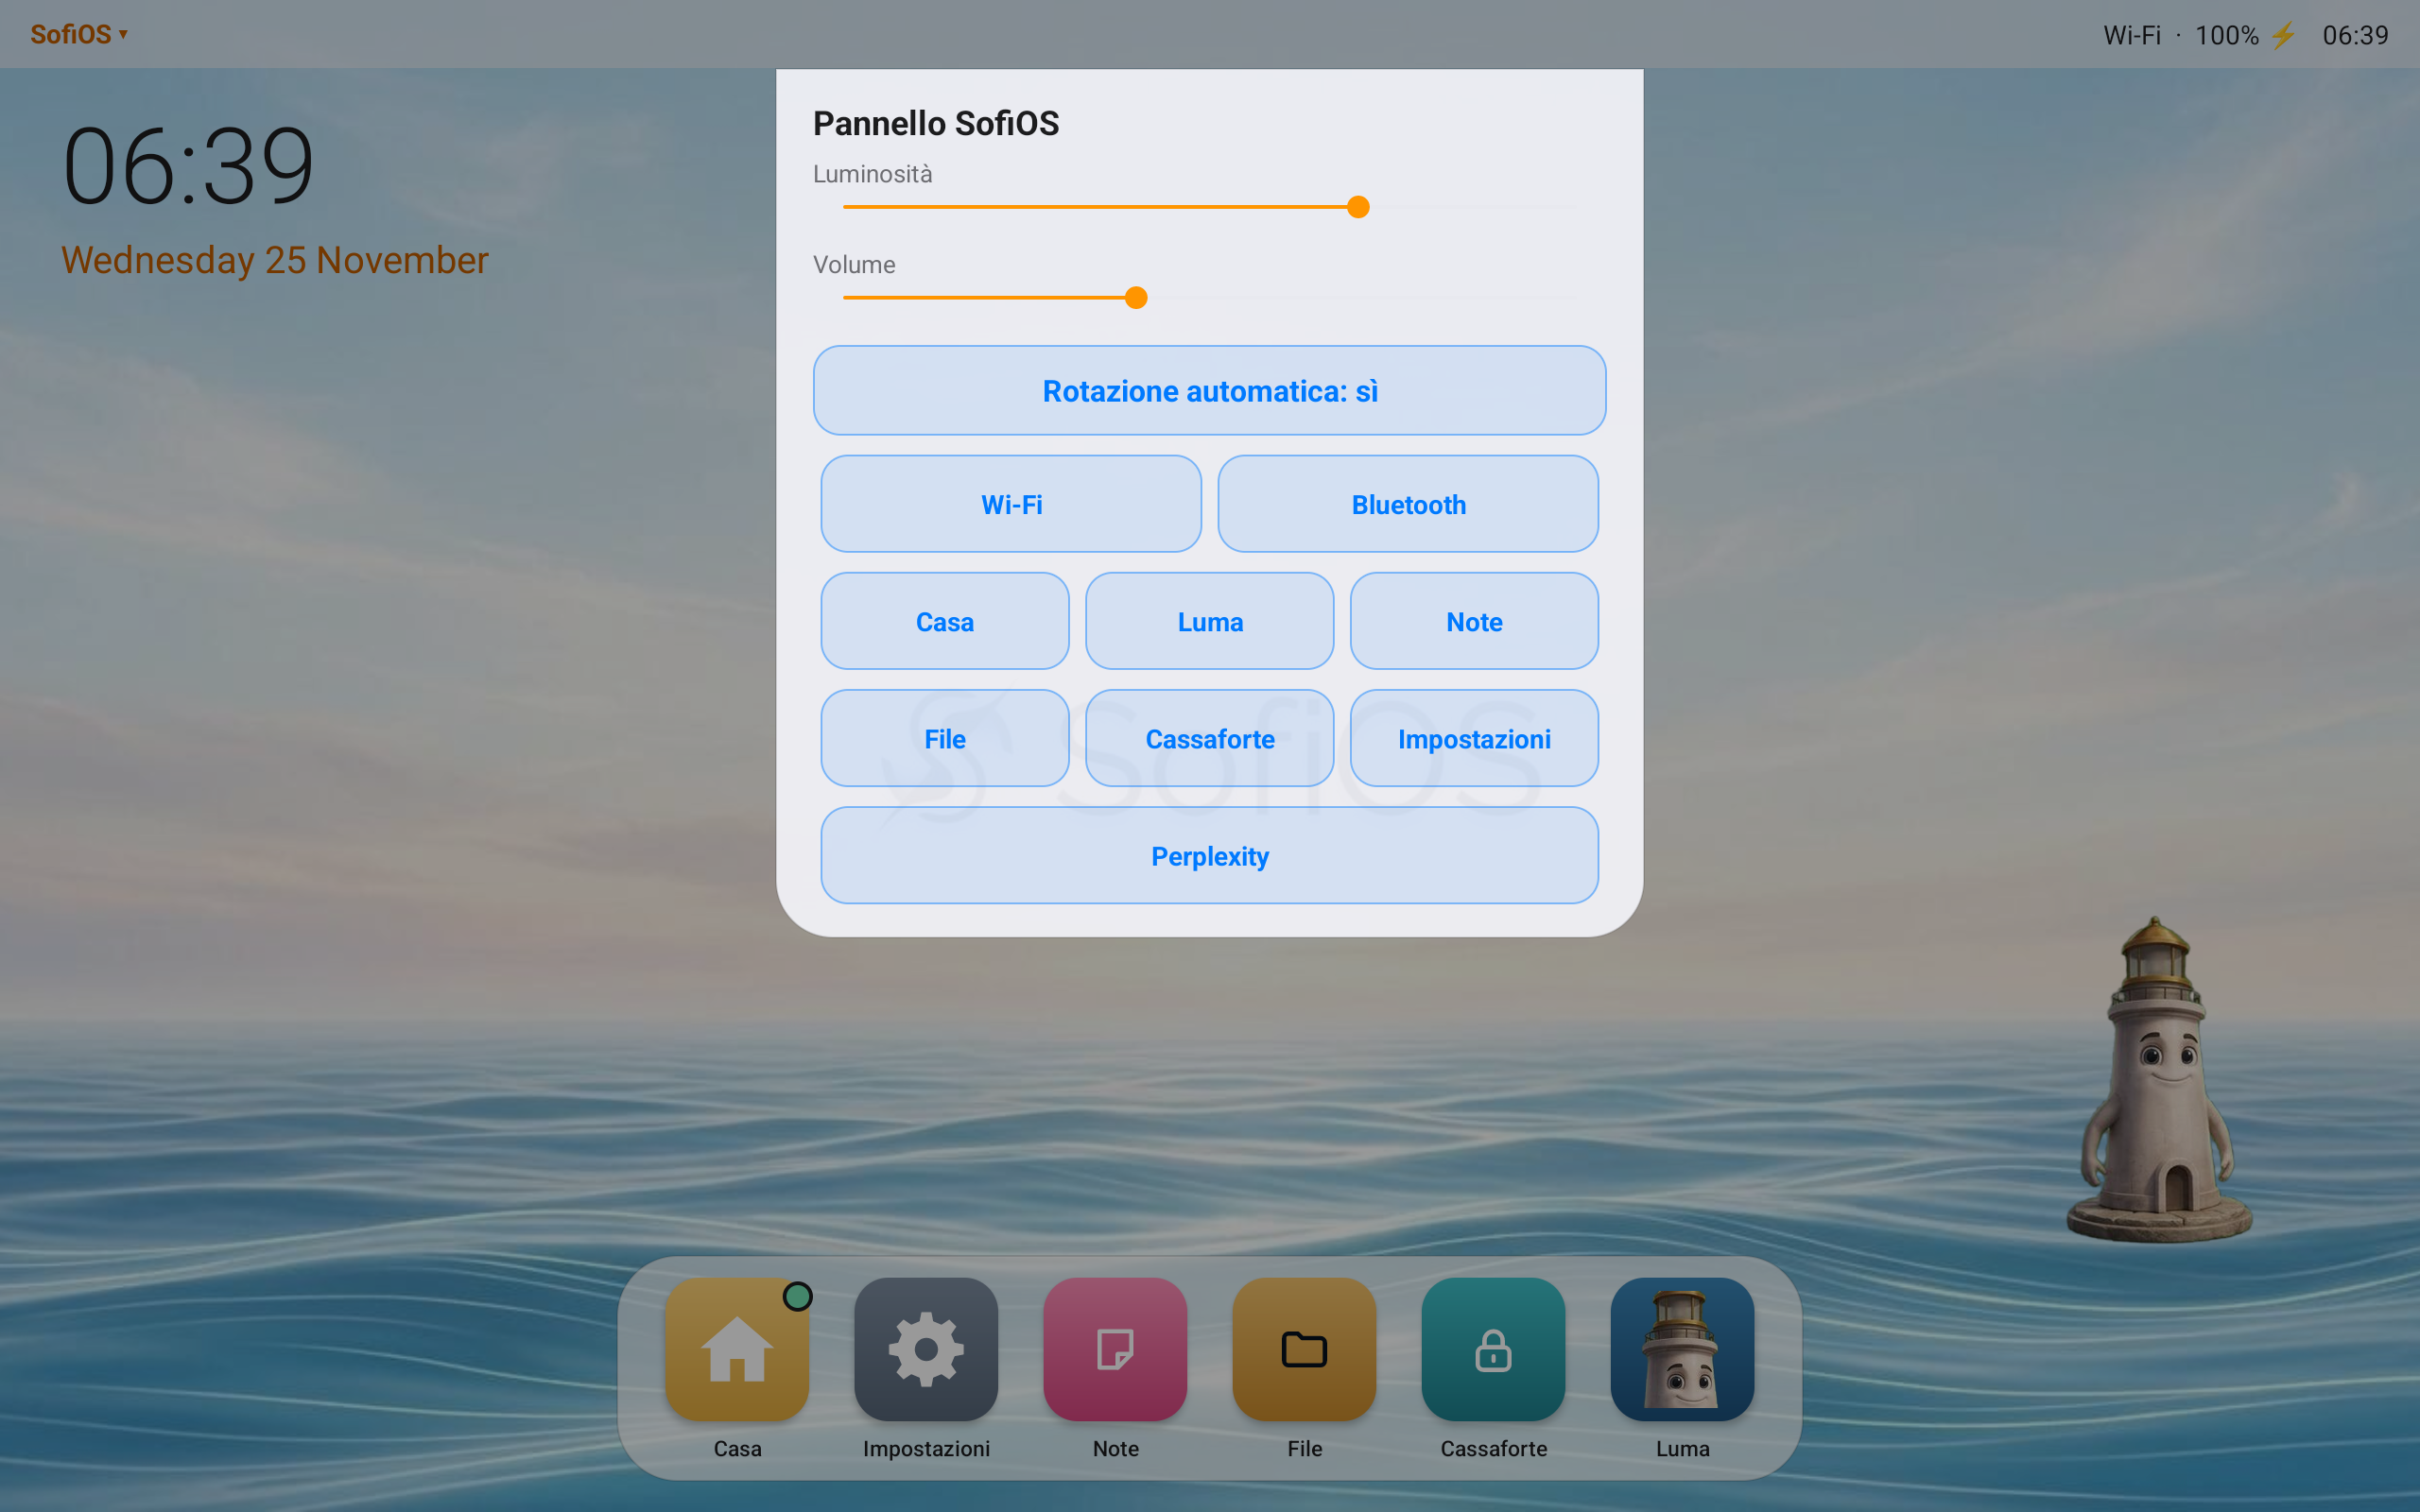 SofiOS ▾
Wi-Fi · 100% ⚡ 06:39
06:39
Wednesday 25 November
Pannello SofiOS
Luminosità
Volume
Rotazione automatica: sì
Wi-Fi
Bluetooth
Casa
Luma
Note
File
Cassaforte
Impostazioni
SofiOS
Perplexity
Casa
Impostazioni
Note
File
Cassaforte
Luma